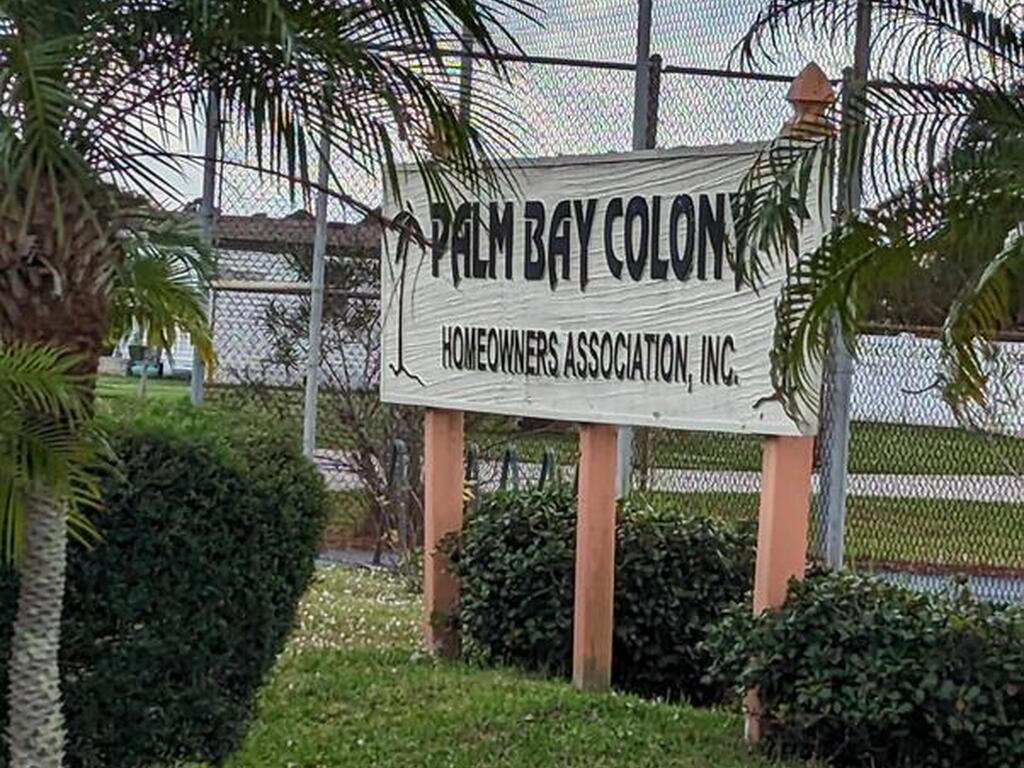 PALM BAY COLONY
HOMEOWNERS ASSOCIATION, INC.